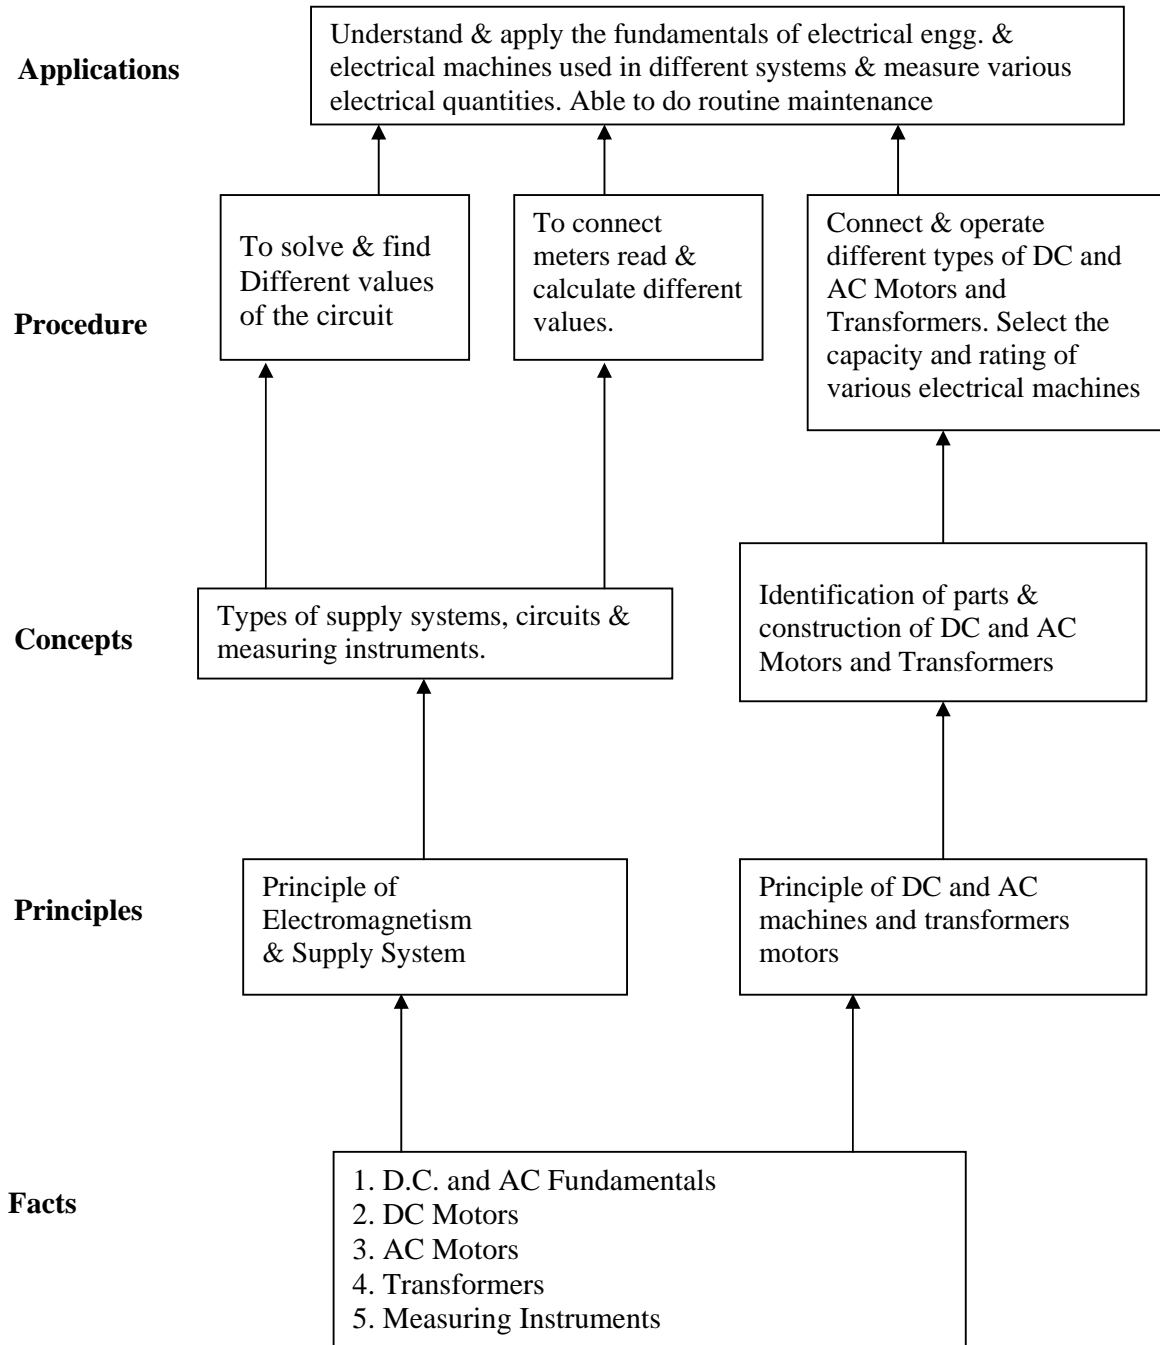 Applications
Understand & apply the fundamentals of electrical engg. &
electrical machines used in different systems & measure various
electrical quantities. Able to do routine maintenance
Procedure
To solve & find
Different values
of the circuit
To connect
meters read &
calculate different
values.
Connect & operate
different types of DC and
AC Motors and
Transformers. Select the
capacity and rating of
various electrical machines
Concepts
Types of supply systems, circuits &
measuring instruments.
Identification of parts &
construction of DC and AC
Motors and Transformers
Principles
Principle of
Electromagnetism
& Supply System
Principle of DC and AC
machines and transformers
motors
Facts
1. D.C. and AC Fundamentals
2. DC Motors
3. AC Motors
4. Transformers
5. Measuring Instruments